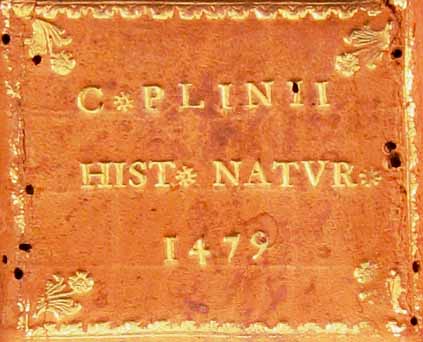 C * PLINII
HIST * NATVR *
1479